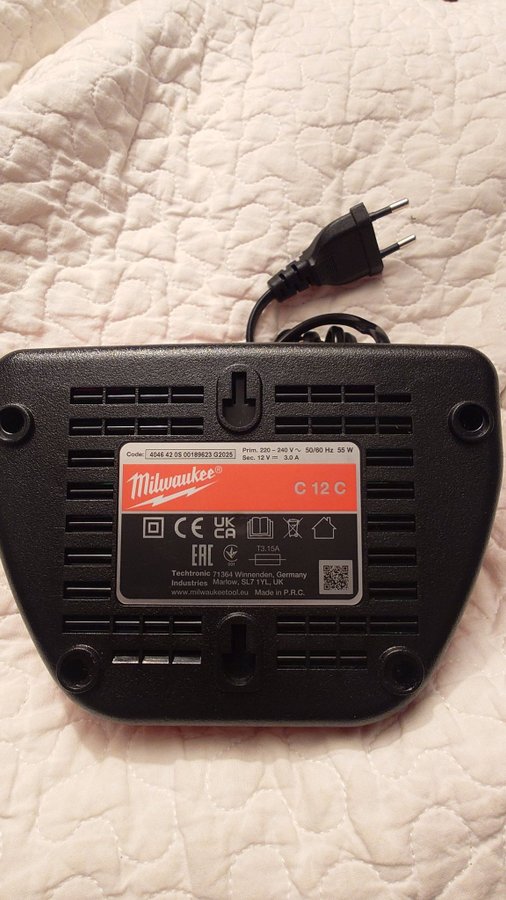 Code: 4046 42 0S 00189623 G2025
Prim. 220 – 240 V ~ 50/60 Hz 55 W
Sec. 12 V ⎓ 3.0 A
Milwaukee®
C 12 C
CE UK CA
EAC T3.15A
Techtronic Industries
71364 Winnenden, Germany
Marlow, SL7 1YL, UK
www.milwaukeetool.eu Made in P.R.C.